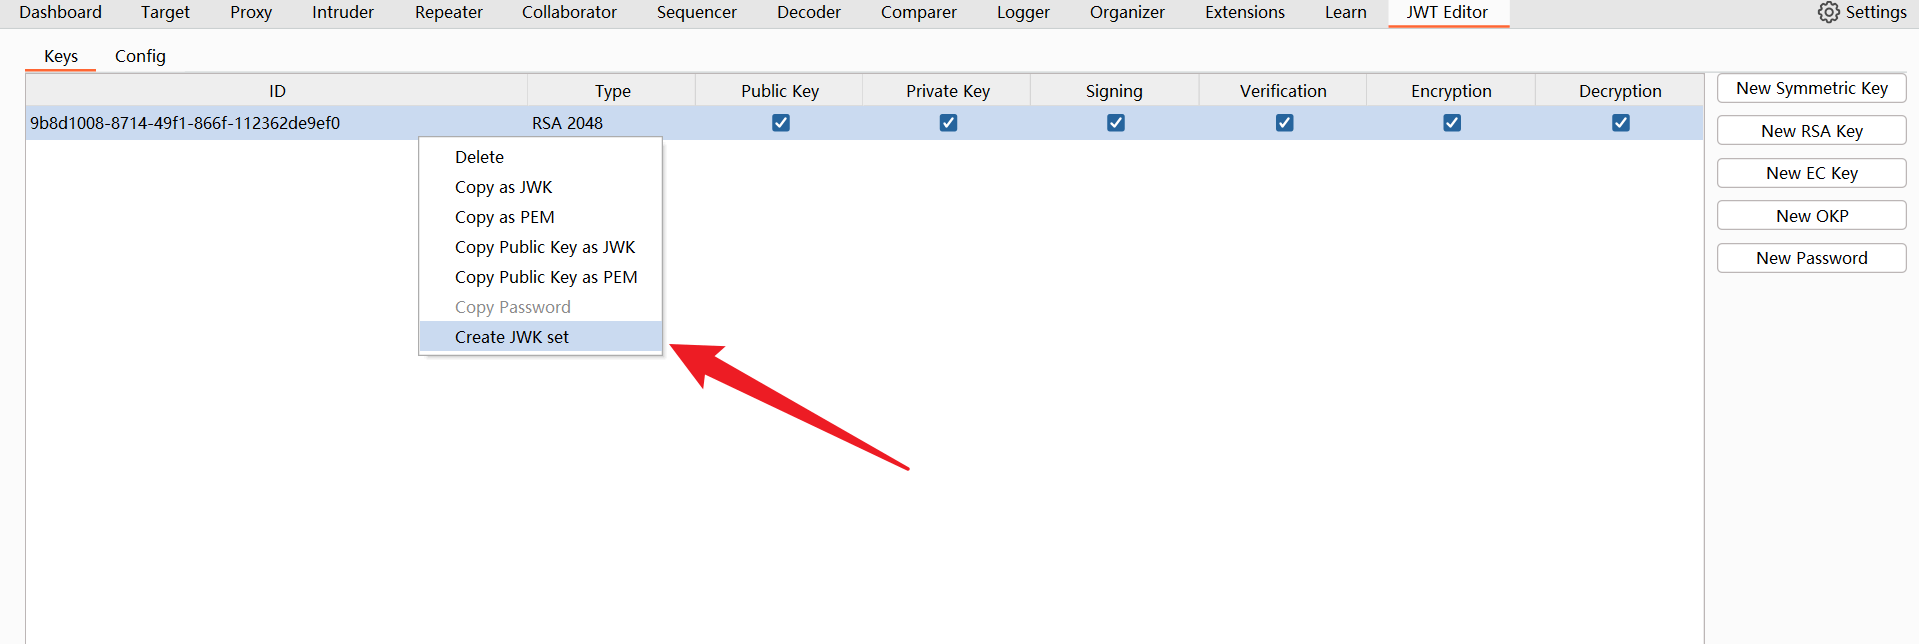 Dashboard Target Proxy Intruder Repeater Collaborator Sequencer Decoder Comparer Logger Organizer Extensions Learn JWT Editor Settings
Keys Config
ID Type Public Key Private Key Signing Verification Encryption Decryption
9b8d1008-8714-49f1-866f-112362de9ef0 RSA 2048
Delete
Copy as JWK
Copy as PEM
Copy Public Key as JWK
Copy Public Key as PEM
Copy Password
Create JWK set
New Symmetric Key
New RSA Key
New EC Key
New OKP
New Password